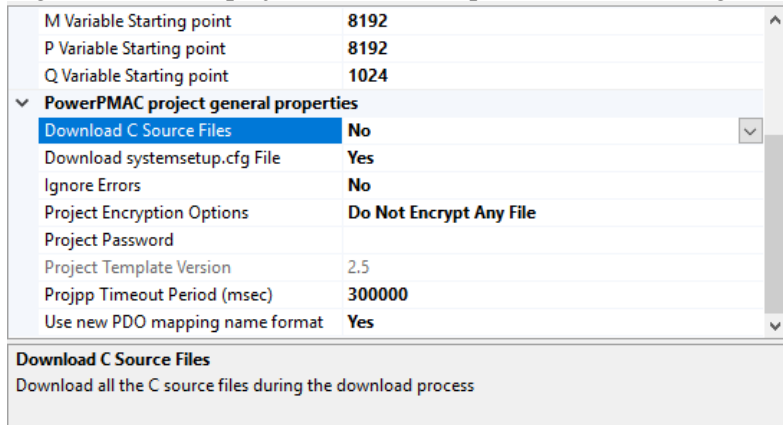 M Variable Starting point 8192
P Variable Starting point 8192
Q Variable Starting point 1024
PowerPMAC project general properties
Download C Source Files No
Download systemsetup.cfg File Yes
Ignore Errors No
Project Encryption Options Do Not Encrypt Any File
Project Password
Project Template Version 2.5
Projpp Timeout Period (msec) 300000
Use new PDO mapping name format Yes
Download C Source Files
Download all the C source files during the download process